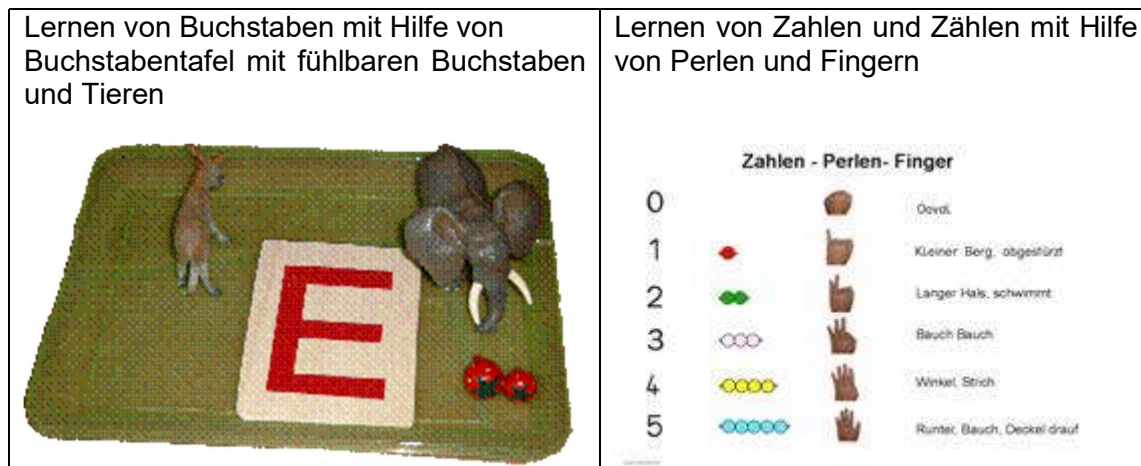 Lernen von Buchstaben mit Hilfe von
Buchstabentafel mit fühlbaren Buchstaben
und Tieren
E
Lernen von Zahlen und Zählen mit Hilfe
von Perlen und Fingern
Zahlen - Perlen- Finger
0 Oovol,
1 Kleiner Berg, abgestürzt
2 Langer Hals, schwimmt
3 Bauch Bauch
4 Winkel, Strich
5 Runter, Bauch, Deckel drauf